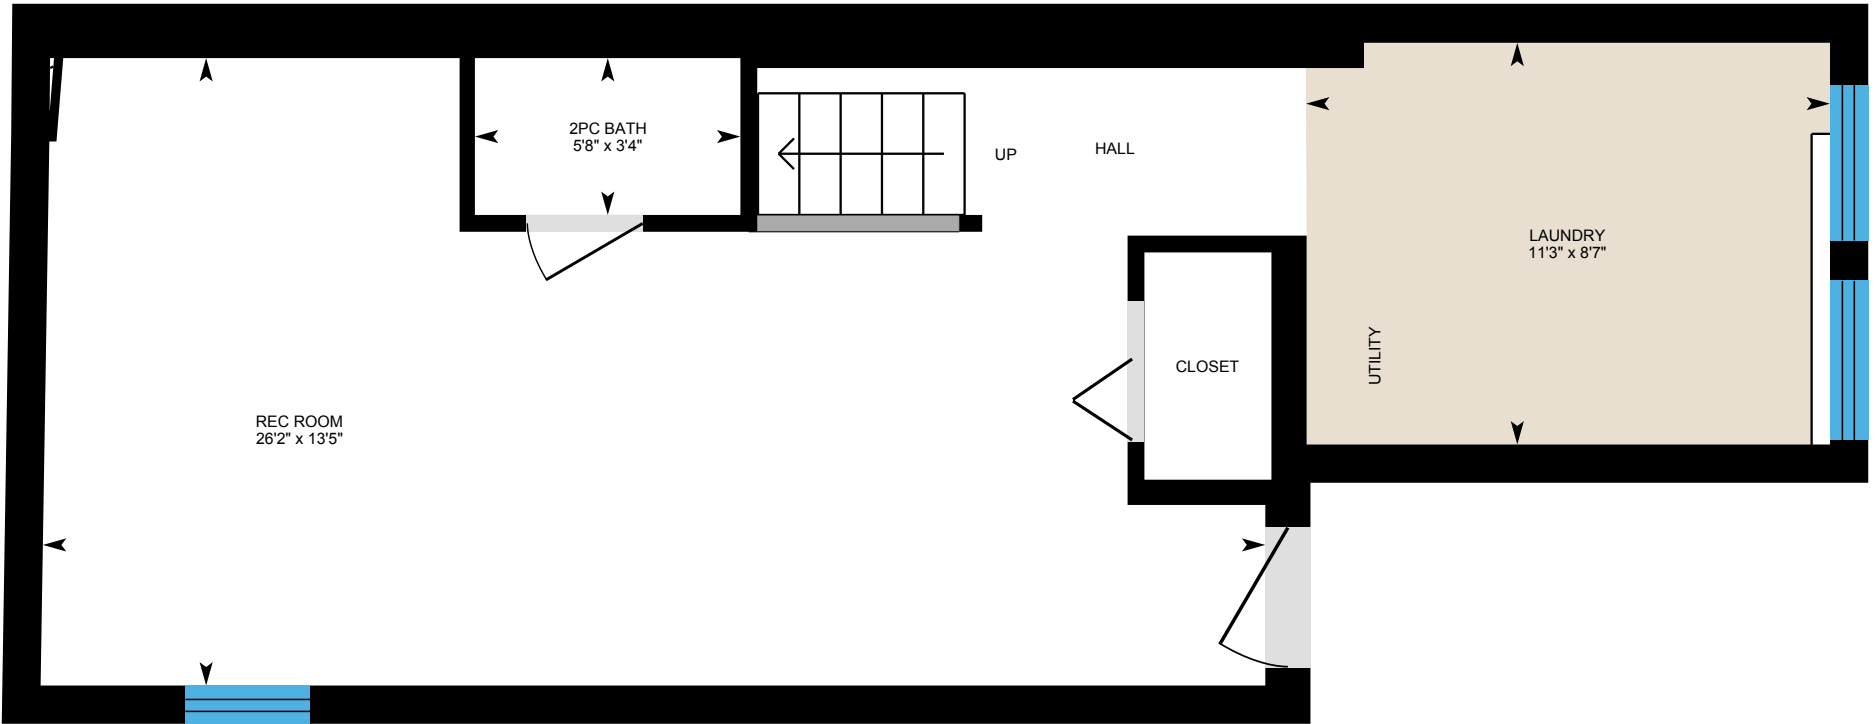 2PC BATH
5'8" x 3'4"
UP
HALL
LAUNDRY
11'3" x 8'7"
UTILITY
CLOSET
REC ROOM
26'2" x 13'5"